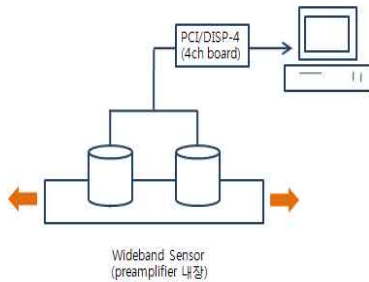 PCI/DISP-4
(4ch board)
Wideband Sensor
(preamplifier 내장)